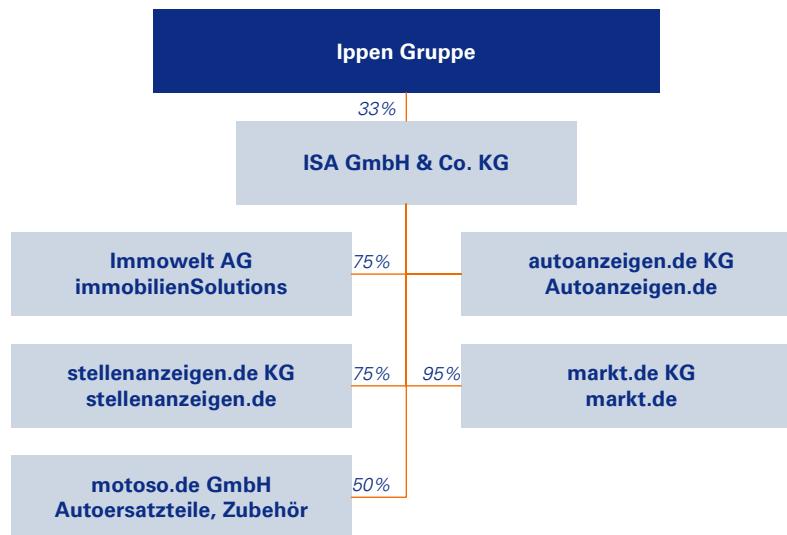 Ippen Gruppe
33%
ISA GmbH & Co. KG
Immowelt AG
immobilienSolutions
75%
autoanzeigen.de KG
Autoanzeigen.de
stellenanzeigen.de KG
stellenanzeigen.de
75%
95%
markt.de KG
markt.de
motoso.de GmbH
Autoersatzteile, Zubehör
50%